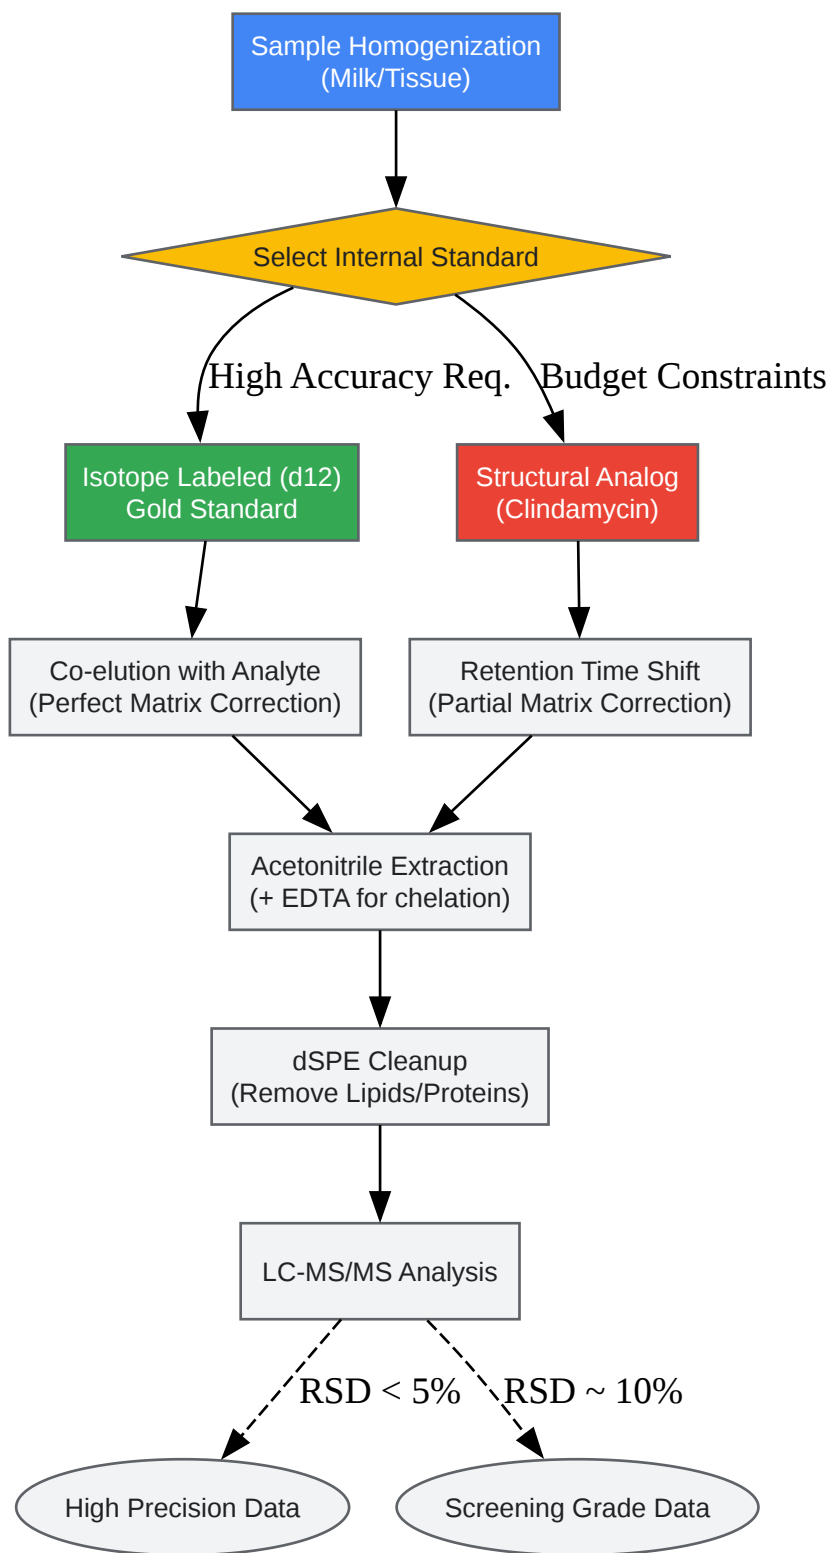 Sample Homogenization
(Milk/Tissue)
Select Internal Standard
High Accuracy Req.
Budget Constraints
Isotope Labeled (d12)
Gold Standard
Structural Analog
(Clindamycin)
Co-elution with Analyte
(Perfect Matrix Correction)
Retention Time Shift
(Partial Matrix Correction)
Acetonitrile Extraction
(+ EDTA for chelation)
dSPE Cleanup
(Remove Lipids/Proteins)
LC-MS/MS Analysis
RSD < 5%
RSD ~ 10%
High Precision Data
Screening Grade Data